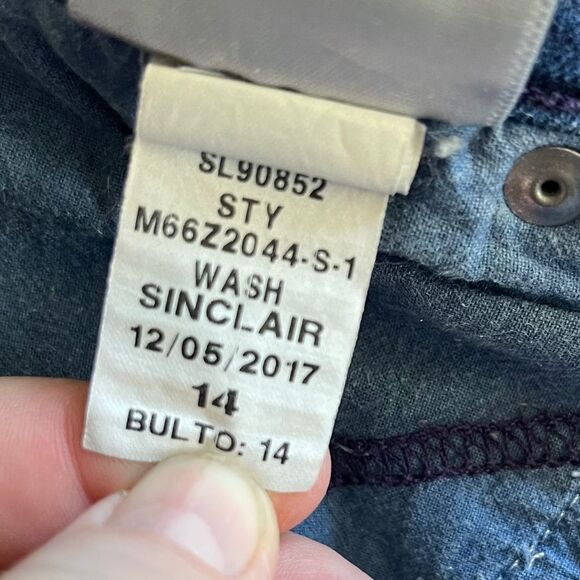 SL90852
STY
M66Z2044-S-1
WASH
SINCLAIR
12/05/2017
14
BULTO: 14